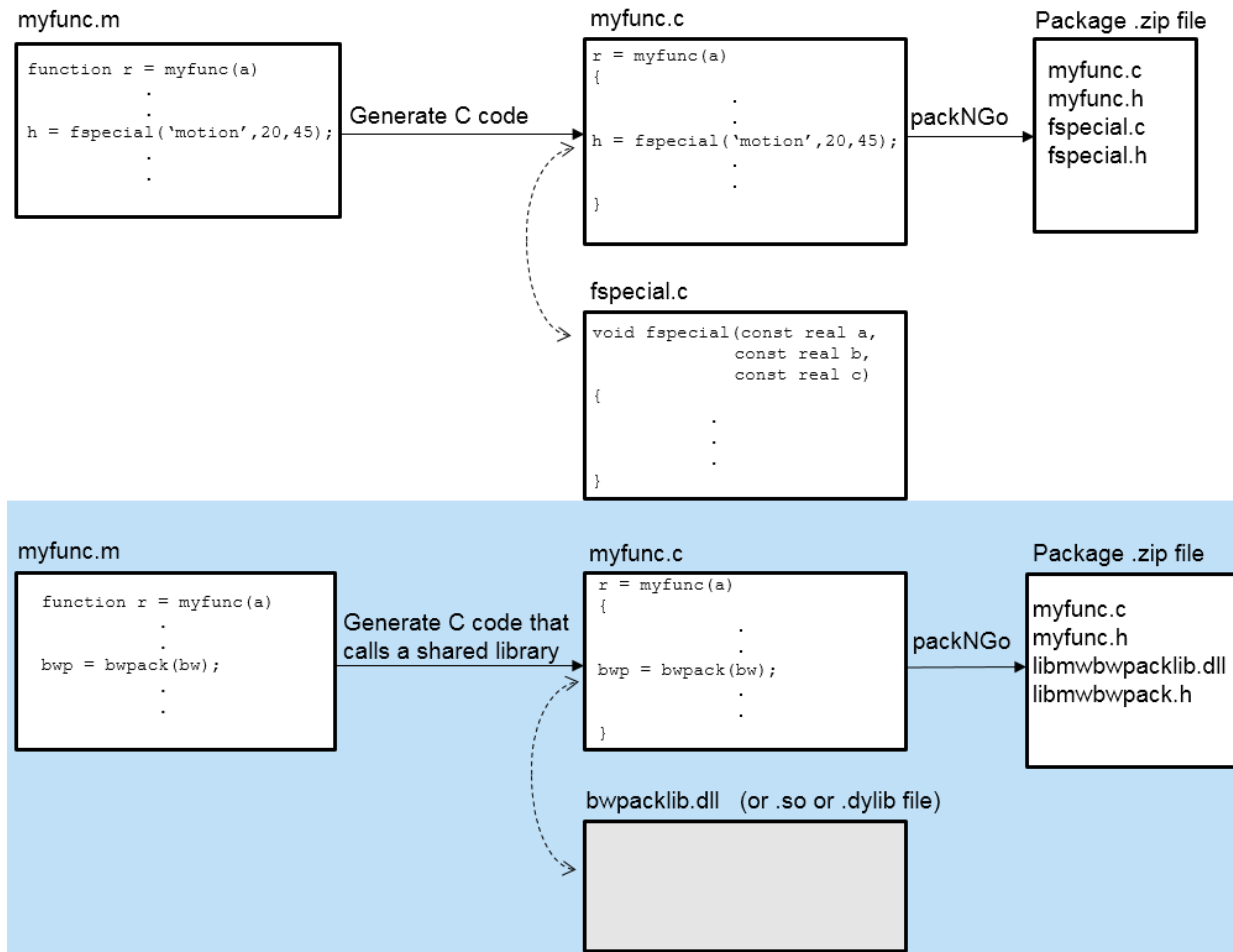 myfunc.m
function r = myfunc(a)
.
.
h = fspecial(‘motion’,20,45);
.
.
Generate C code
myfunc.c
r = myfunc(a)
{
.
.
h = fspecial(‘motion’,20,45);
.
.
}
packNGo
Package .zip file
myfunc.c
myfunc.h
fspecial.c
fspecial.h
fspecial.c
void fspecial(const real a,
const real b,
const real c)
{
.
.
.
}
myfunc.m
function r = myfunc(a)
.
.
bwp = bwpack(bw);
.
.
Generate C code that
calls a shared library
myfunc.c
r = myfunc(a)
{
.
.
bwp = bwpack(bw);
.
.
}
packNGo
Package .zip file
myfunc.c
myfunc.h
libmwbwpacklib.dll
libmwbwpack.h
bwpacklib.dll (or .so or .dylib file)